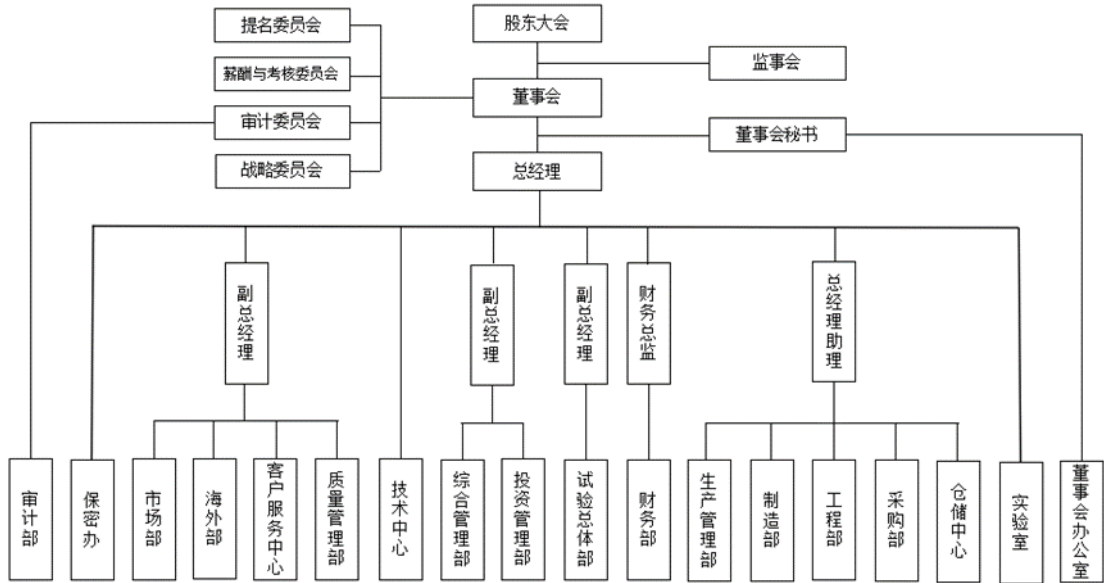 提名委员会
股东大会
薪酬与考核委员会
监事会
董事会
审计委员会
董事会秘书
战略委员会
总经理
副总经理
副总经理
副总经理
财务总监
总经理助理
审计部
保密办
市场部
海外部
客户服务中心
质量管理部
技术中心
综合管理部
投资管理部
试验总体部
财务部
生产管理部
制造部
工程部
采购部
仓储中心
实验室
董事会办公室